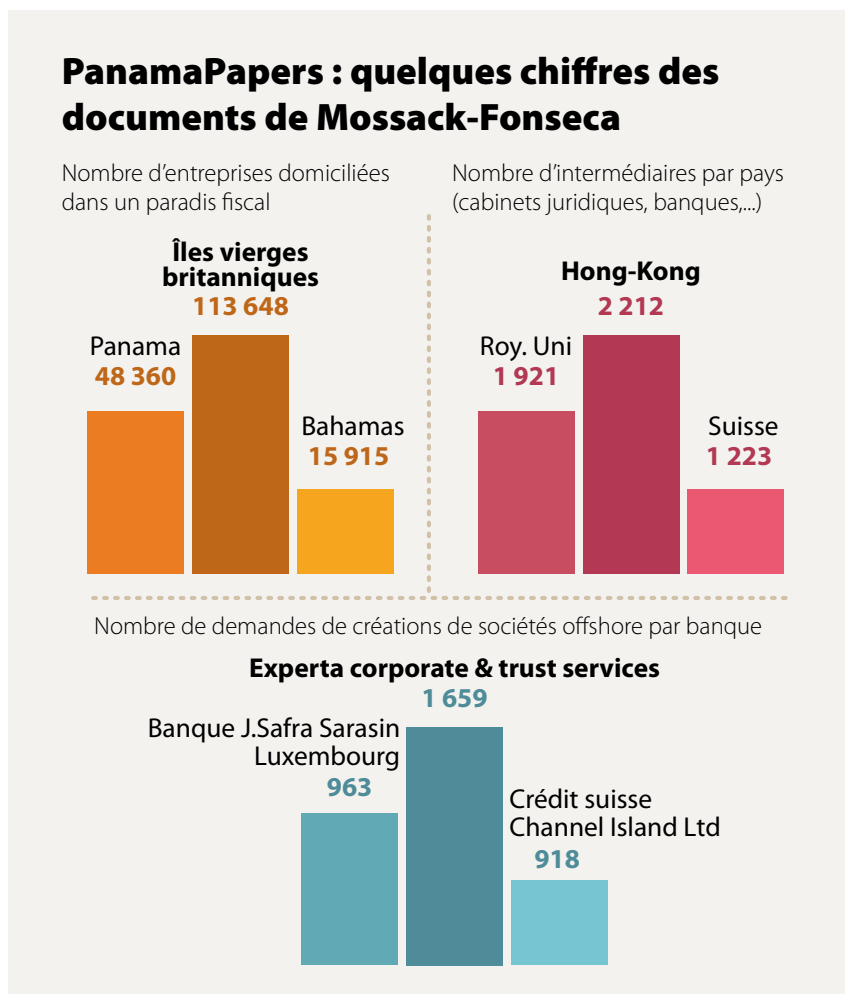 PanamaPapers : quelques chiffres des
documents de Mossack-Fonseca
Nombre d’entreprises domiciliées
dans un paradis fiscal
Îles vierges
britanniques
113 648
Panama
48 360
Bahamas
15 915
Nombre d’intermédiaires par pays
(cabinets juridiques, banques,...)
Hong-Kong
2 212
Roy. Uni
1 921
Suisse
1 223
Nombre de demandes de créations de sociétés offshore par banque
Experta corporate & trust services
1 659
Banque J.Safra Sarasin
Luxembourg
963
Crédit suisse
Channel Island Ltd
918